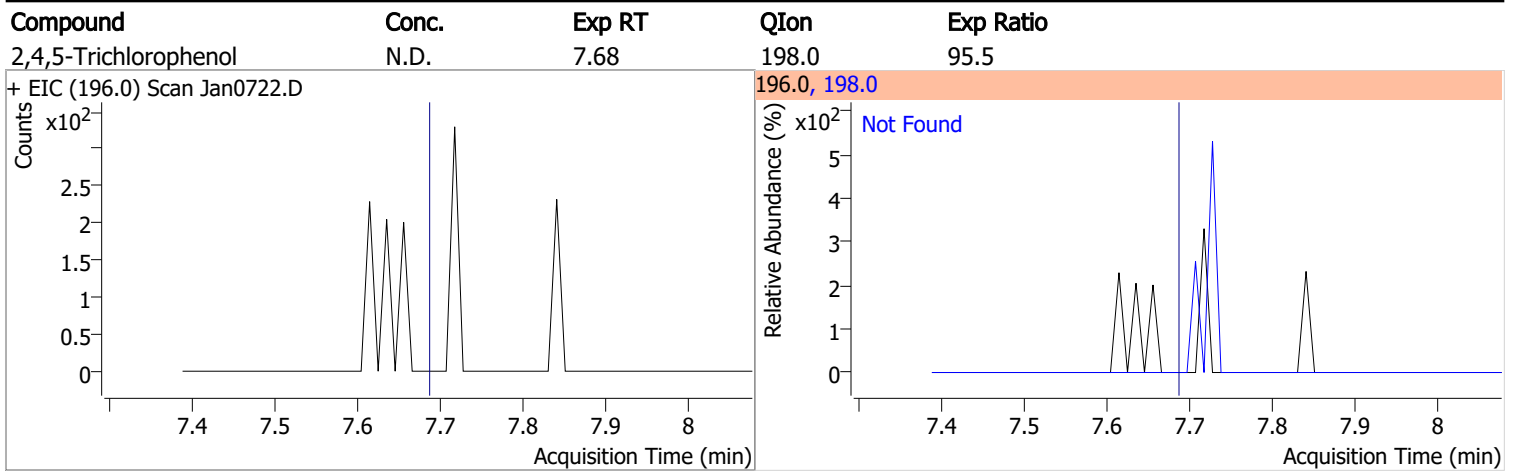 Compound Conc. Exp RT QIon Exp Ratio
2,4,5-Trichlorophenol N.D. 7.68 198.0 95.5
+ EIC (196.0) Scan Jan0722.D
Counts
x102
2.5
2
1.5
1
0.5
0
7.4 7.5 7.6 7.7 7.8 7.9 8
Acquisition Time (min)
196.0, 198.0
Relative Abundance (%)
x102
Not Found
5
4
3
2
1
0
7.4 7.5 7.6 7.7 7.8 7.9 8
Acquisition Time (min)